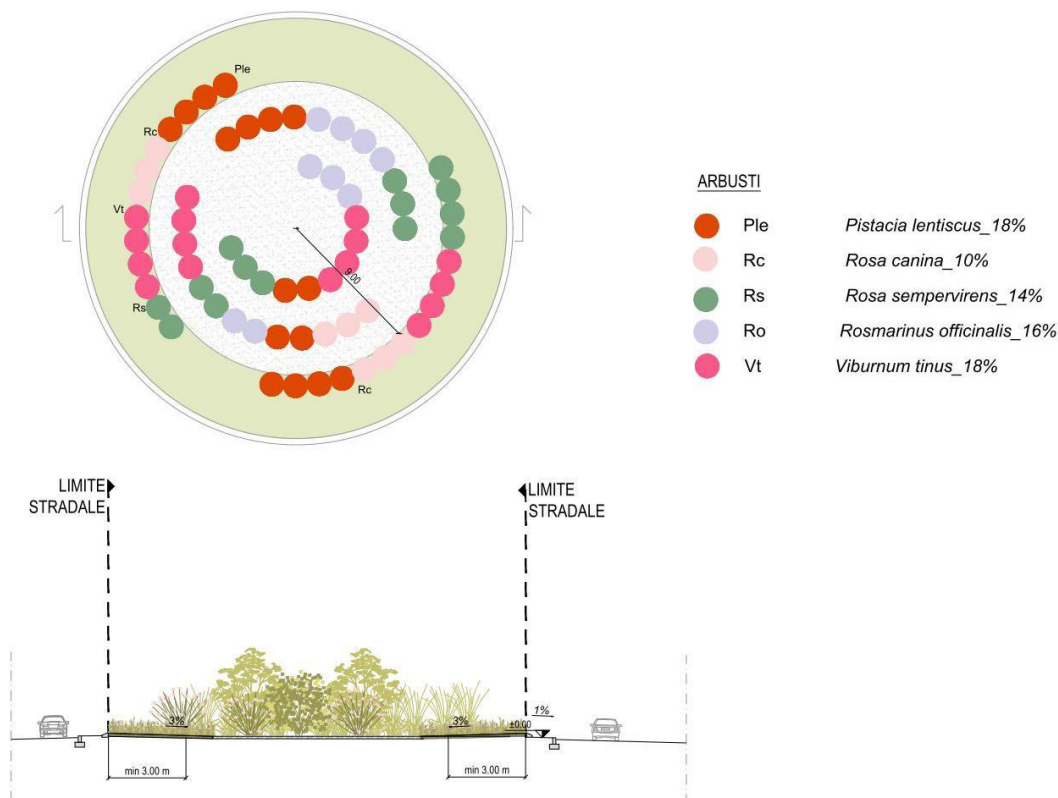 Ple
Rc
Vt
Rs
9.00
Rc
ARBUSTI
Ple Pistacia lentiscus_18%
Rc Rosa canina_10%
Rs Rosa sempervirens_14%
Ro Rosmarinus officinalis_16%
Vt Viburnum tinus_18%
LIMITE
STRADALE
LIMITE
STRADALE
3%
3%
1%
±0.00
min 3.00 m
min 3.00 m